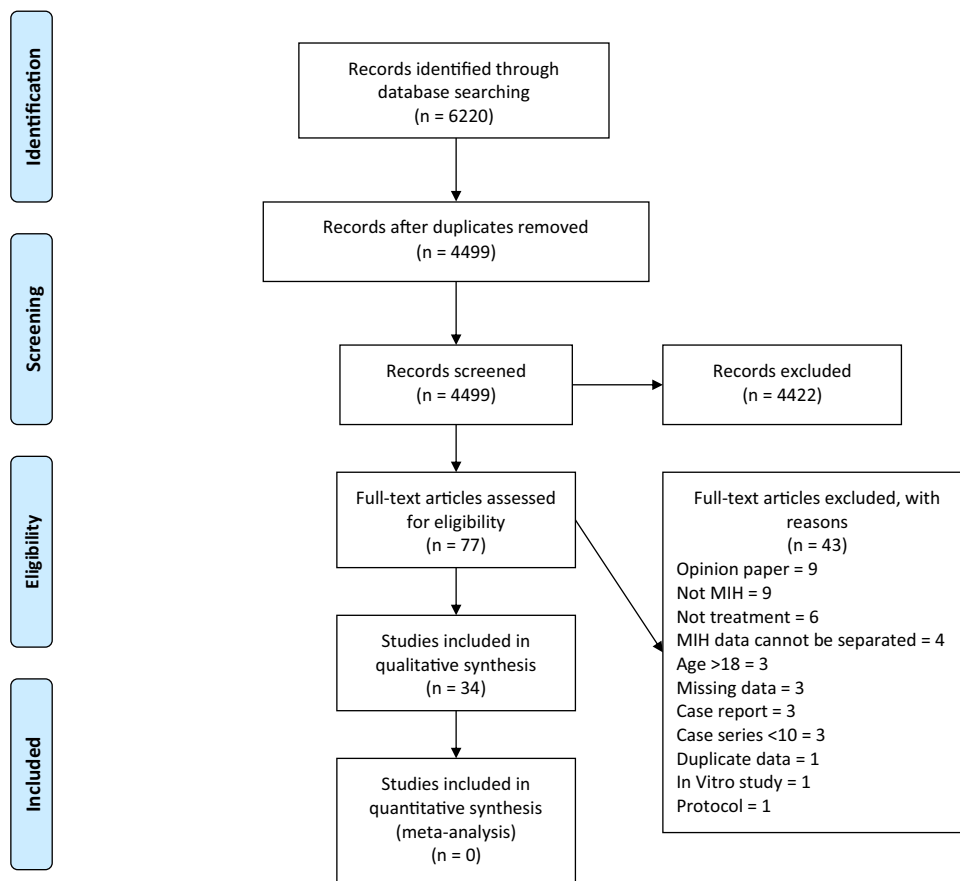 Identification
Records identified through
database searching
(n = 6220)
Records after duplicates removed
(n = 4499)
Screening
Records screened
(n = 4499)
Records excluded
(n = 4422)
Eligibility
Full-text articles assessed
for eligibility
(n = 77)
Full-text articles excluded, with
reasons
(n = 43)
Opinion paper = 9
Not MIH = 9
Not treatment = 6
MIH data cannot be separated = 4
Age >18 = 3
Missing data = 3
Case report = 3
Case series <10 = 3
Duplicate data = 1
In Vitro study = 1
Protocol = 1
Studies included in
qualitative synthesis
(n = 34)
Included
Studies included in
quantitative synthesis
(meta-analysis)
(n = 0)